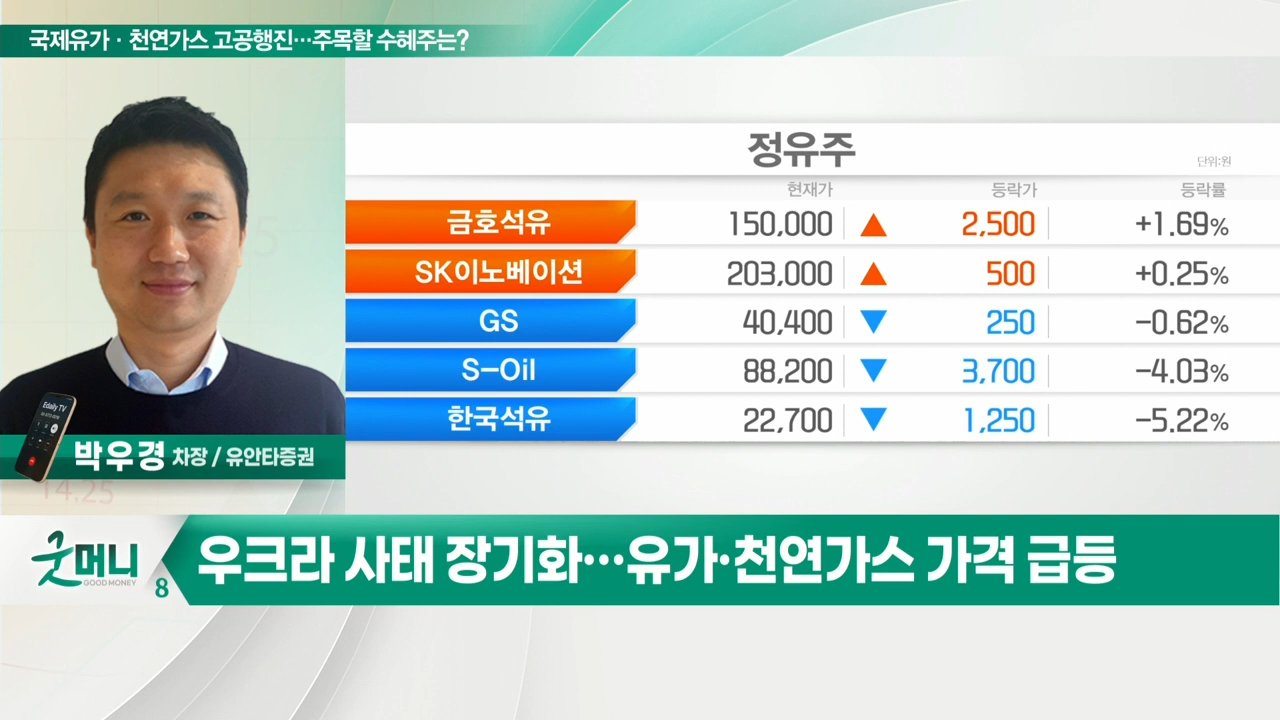 국제유가·천연가스 고공행진…주목할 수혜주는?
정유주
단위:원
현재가 등락가 등락률
금호석유 150,000 ▲ 2,500 +1.69%
SK이노베이션 203,000 ▲ 500 +0.25%
GS 40,400 ▼ 250 -0.62%
S-Oil 88,200 ▼ 3,700 -4.03%
한국석유 22,700 ▼ 1,250 -5.22%
Edaily TV
박우경 차장 / 유안타증권
14.25
굿머니
GOOD MONEY
8
우크라 사태 장기화…유가·천연가스 가격 급등